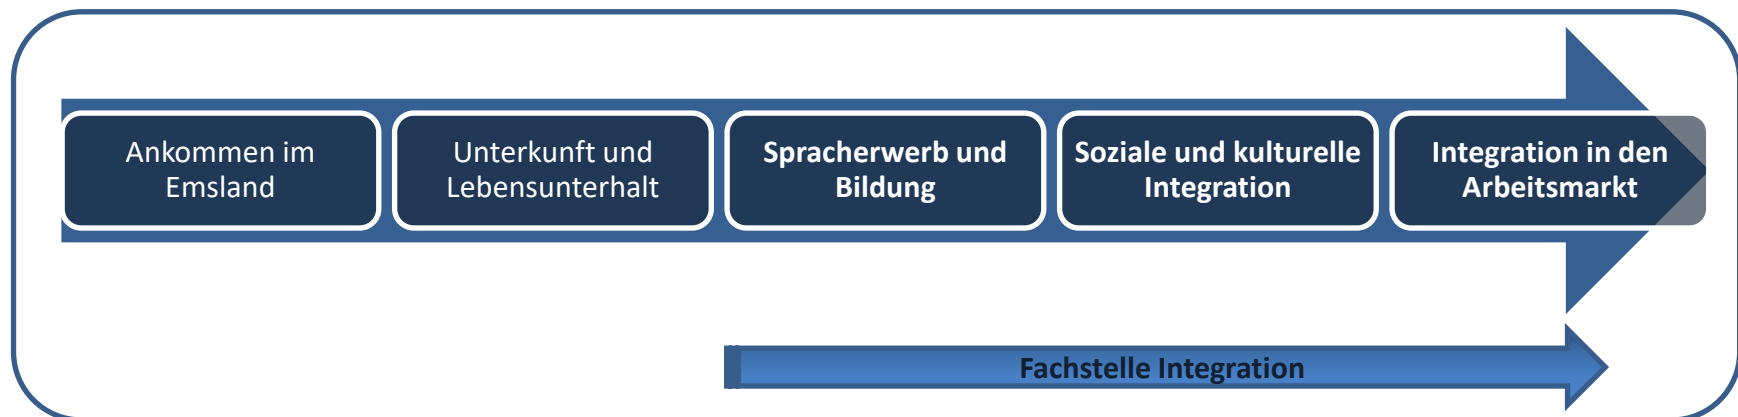 Ankommen im
Emsland
Unterkunft und
Lebensunterhalt
Spracherwerb und
Bildung
Soziale und kulturelle
Integration
Integration in den
Arbeitsmarkt
Fachstelle Integration